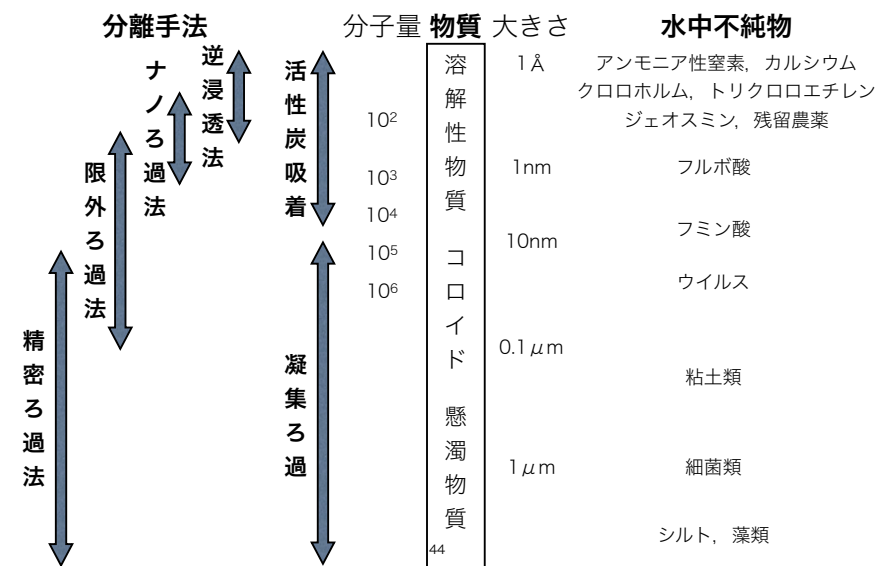 分離手法
分子量 物質 大きさ
水中不純物
逆浸透法
ナノろ過法
限外ろ過法
精密ろ過法
活性炭吸着
凝集ろ過
10²
10³
10⁴
10⁵
10⁶
溶解性物質
コロイド
懸濁物質
44
1Å
1nm
10nm
0.1μm
1μm
アンモニア性窒素，カルシウム
クロロホルム，トリクロロエチレン
ジェオスミン，残留農薬
フルボ酸
フミン酸
ウイルス
粘土類
細菌類
シルト，藻類